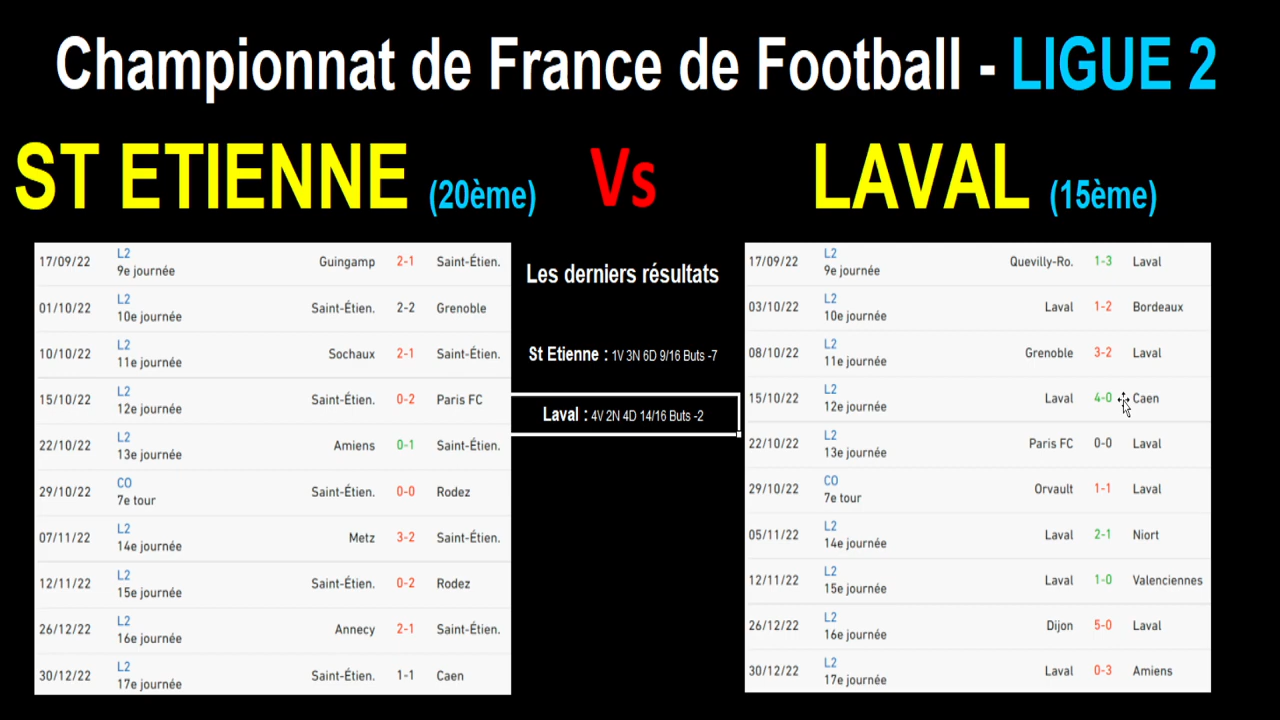 Championnat de France de Football - LIGUE 2
ST ETIENNE (20ème) Vs LAVAL (15ème)
17/09/22 L2 9e journée Guingamp 2-1 Saint-Étien.
01/10/22 L2 10e journée Saint-Étien. 2-2 Grenoble
10/10/22 L2 11e journée Sochaux 2-1 Saint-Étien.
15/10/22 L2 12e journée Saint-Étien. 0-2 Paris FC
22/10/22 L2 13e journée Amiens 0-1 Saint-Étien.
29/10/22 CO 7e tour Saint-Étien. 0-0 Rodez
07/11/22 L2 14e journée Metz 3-2 Saint-Étien.
12/11/22 L2 15e journée Saint-Étien. 0-2 Rodez
26/12/22 L2 16e journée Annecy 2-1 Saint-Étien.
30/12/22 L2 17e journée Saint-Étien. 1-1 Caen
Les derniers résultats
St Etienne : 1V 3N 6D 9/16 Buts -7
Laval : 4V 2N 4D 14/16 Buts -2
17/09/22 L2 9e journée Quevilly-Ro. 1-3 Laval
03/10/22 L2 10e journée Laval 1-2 Bordeaux
08/10/22 L2 11e journée Grenoble 3-2 Laval
15/10/22 L2 12e journée Laval 4-0 Caen
22/10/22 L2 13e journée Paris FC 0-0 Laval
29/10/22 CO 7e tour Orvault 1-1 Laval
05/11/22 L2 14e journée Laval 2-1 Niort
12/11/22 L2 15e journée Laval 1-0 Valenciennes
26/12/22 L2 16e journée Dijon 5-0 Laval
30/12/22 L2 17e journée Laval 0-3 Amiens